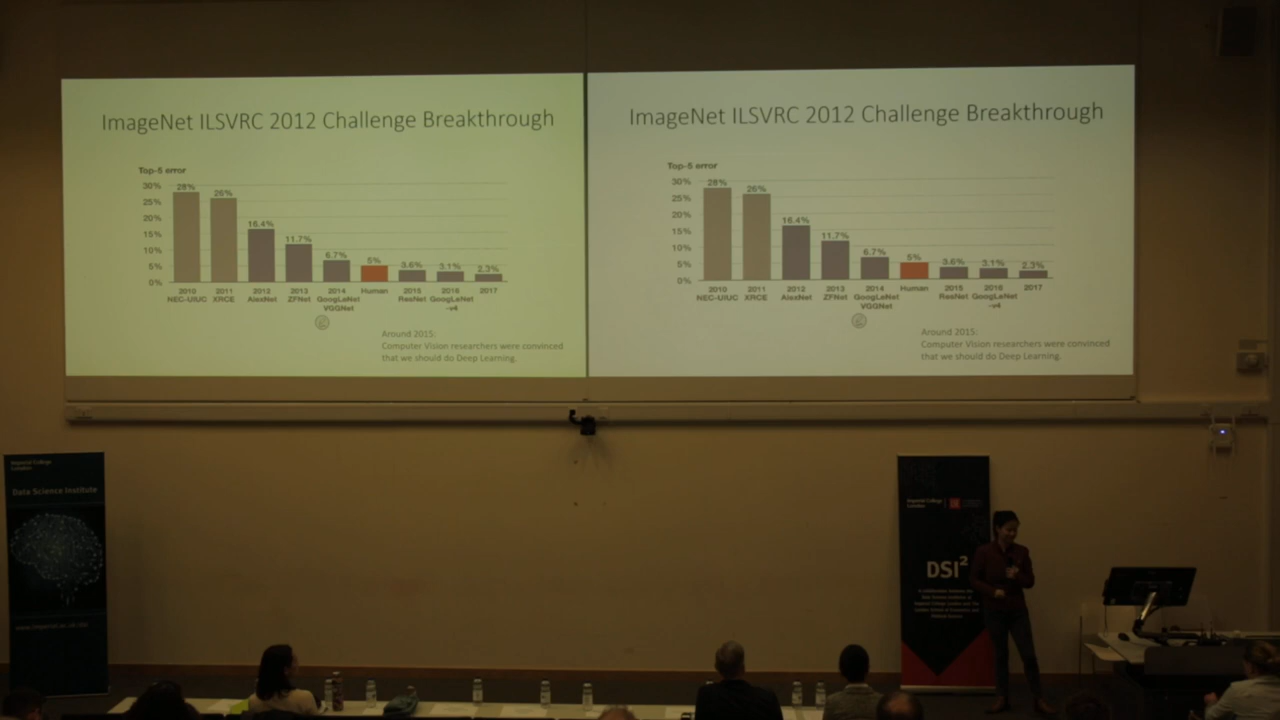 ImageNet ILSVRC 2012 Challenge Breakthrough
Top-5 error
30%
25%
20%
15%
10%
5%
0%
28%
26%
16.4%
11.7%
6.7%
5%
3.6%
3.1%
2.3%
2010 2011 2012 2013 2014 Human 2015 2016 2017
NEC-UIUC XRCE AlexNet ZFNet GoogLeNet ResNet GoogLeNet
VGGNet -v4
Around 2015:
Computer Vision researchers were convinced
that we should do Deep Learning.
ImageNet ILSVRC 2012 Challenge Breakthrough
Top-5 error
30%
25%
20%
15%
10%
5%
0%
28%
26%
16.4%
11.7%
6.7%
5%
3.6%
3.1%
2.3%
2010 2011 2012 2013 2014 Human 2015 2016 2017
NEC-UIUC XRCE AlexNet ZFNet GoogLeNet ResNet GoogLeNet
VGGNet -v4
Around 2015:
Computer Vision researchers were convinced
that we should do Deep Learning.
Imperial College
London
Data Science Institute
Imperial College
London
DSI²